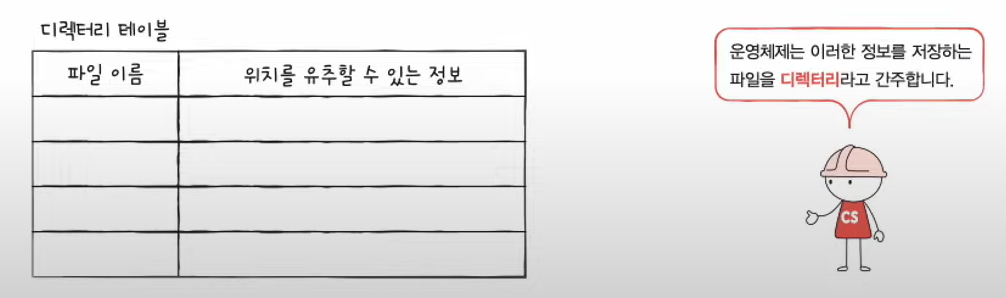 디렉터리 테이블
파일 이름
위치를 유추할 수 있는 정보
운영체제는 이러한 정보를 저장하는
파일을 디렉터리라고 간주합니다.
CS